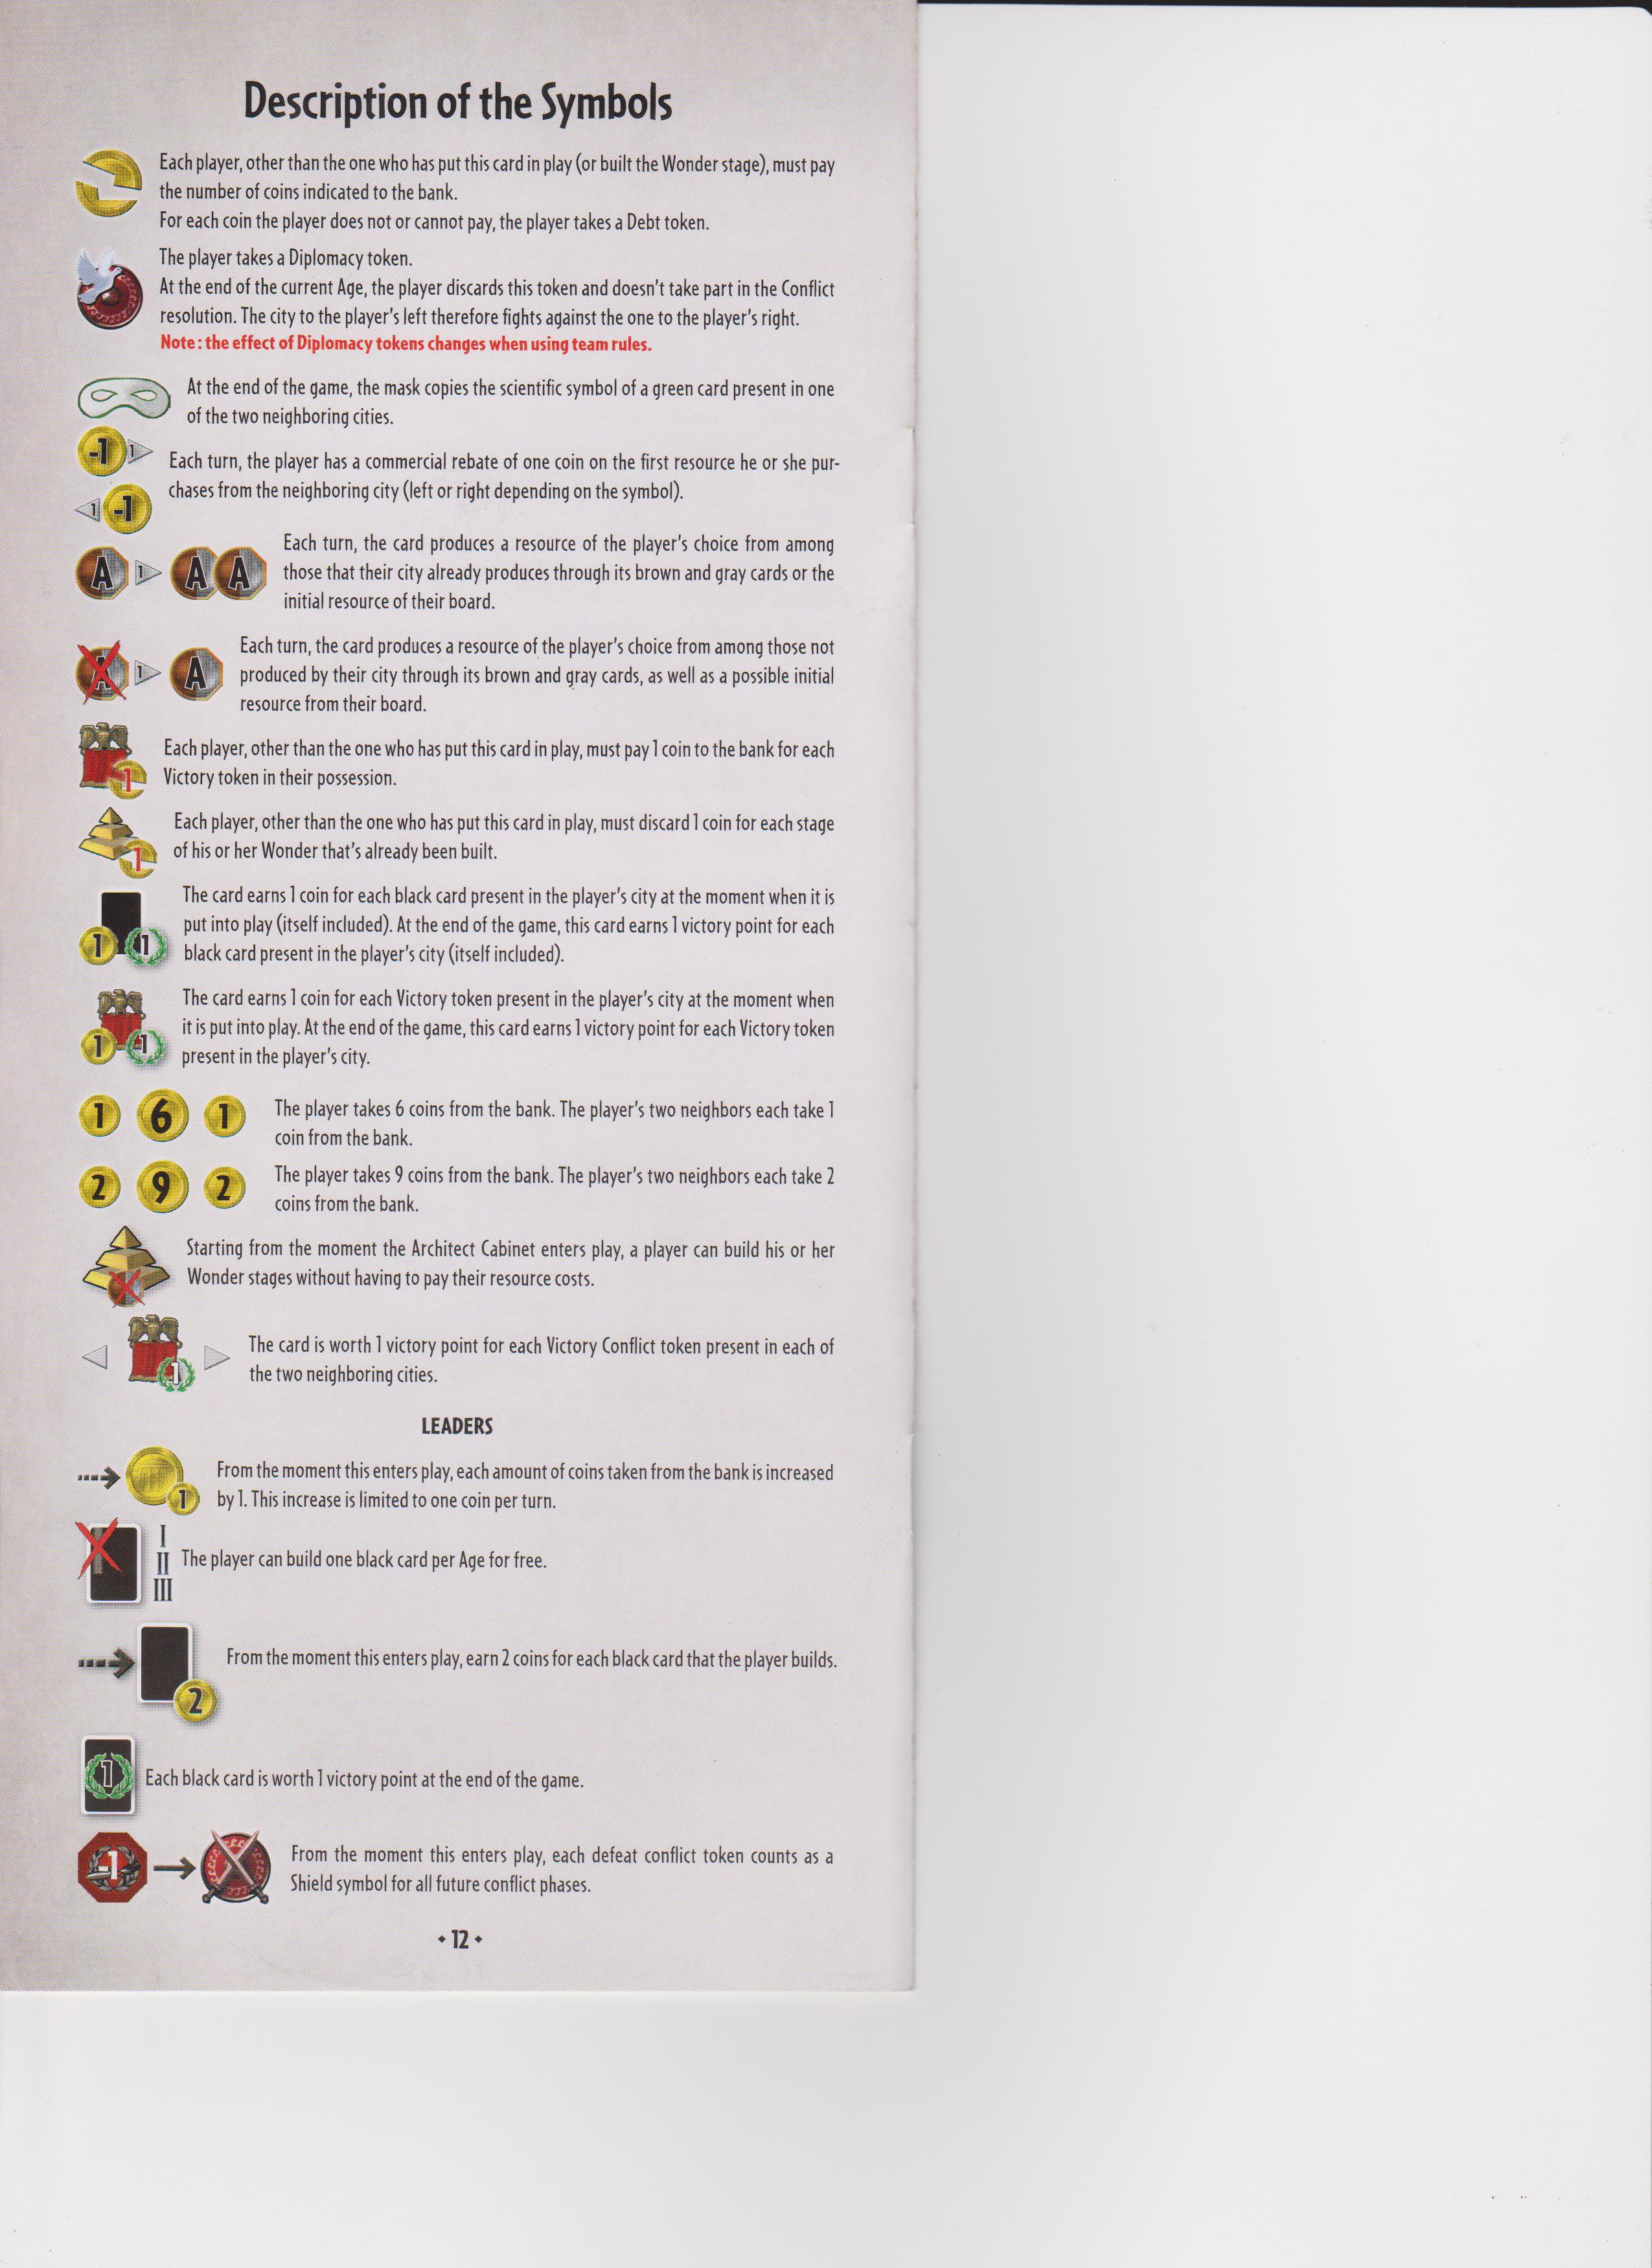 Description of the Symbols
Each player, other than the one who has put this card in play (or built the Wonder stage), must pay
the number of coins indicated to the bank.
For each coin the player does not or cannot pay, the player takes a Debt token.
The player takes a Diplomacy token.
At the end of the current Age, the player discards this token and doesn't take part in the Conflict
resolution. The city to the player's left therefore fights against the one to the player's right.
Note : the effect of Diplomacy tokens changes when using team rules.
At the end of the game, the mask copies the scientific symbol of a green card present in one
of the two neighboring cities.
-1 1
1 -1
Each turn, the player has a commercial rebate of one coin on the first resource he or she pur-
chases from the neighboring city (left or right depending on the symbol).
A 1 A A
Each turn, the card produces a resource of the player's choice from among
those that their city already produces through its brown and gray cards or the
initial resource of their board.
A 1 A
Each turn, the card produces a resource of the player's choice from among those not
produced by their city through its brown and gray cards, as well as a possible initial
resource from their board.
1
Each player, other than the one who has put this card in play, must pay 1 coin to the bank for each
Victory token in their possession.
1
Each player, other than the one who has put this card in play, must discard 1 coin for each stage
of his or her Wonder that's already been built.
1 1
The card earns 1 coin for each black card present in the player's city at the moment when it is
put into play (itself included). At the end of the game, this card earns 1 victory point for each
black card present in the player's city (itself included).
1 1
The card earns 1 coin for each Victory token present in the player's city at the moment when
it is put into play. At the end of the game, this card earns 1 victory point for each Victory token
present in the player's city.
1 6 1
The player takes 6 coins from the bank. The player's two neighbors each take 1
coin from the bank.
2 9 2
The player takes 9 coins from the bank. The player's two neighbors each take 2
coins from the bank.
Starting from the moment the Architect Cabinet enters play, a player can build his or her
Wonder stages without having to pay their resource costs.
1
The card is worth 1 victory point for each Victory Conflict token present in each of
the two neighboring cities.
LEADERS
1
From the moment this enters play, each amount of coins taken from the bank is increased
by 1. This increase is limited to one coin per turn.
I
II
III
The player can build one black card per Age for free.
2
From the moment this enters play, earn 2 coins for each black card that the player builds.
1
Each black card is worth 1 victory point at the end of the game.
-1
From the moment this enters play, each defeat conflict token counts as a
Shield symbol for all future conflict phases.
• 12 •